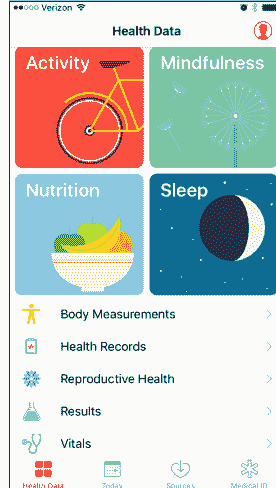 Verizon
Health Data
Activity
Mindfulness
Nutrition
Sleep
Body Measurements
Health Records
Reproductive Health
Results
Vitals
Health Data Today Sources Medical ID